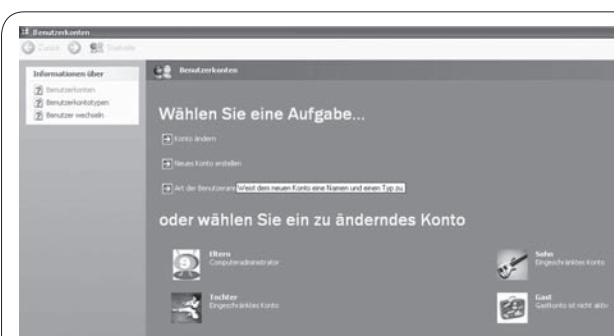 Benutzerkonten
Zurück
Startseite
Informationen über
Benutzerkonten
Benutzerkontotypen
Benutzer wechseln
Benutzerkonten
Wählen Sie eine Aufgabe...
Konto ändern
Neues Konto erstellen
Art der Weist dem neuen Konto eine Namen und einen Typ zu.
oder wählen Sie ein zu änderndes Konto
Eltern
Computeradministrator
Sohn
Eingeschränktes Konto
Tochter
Eingeschränktes Konto
Gast
Gastkonto ist nicht aktiv